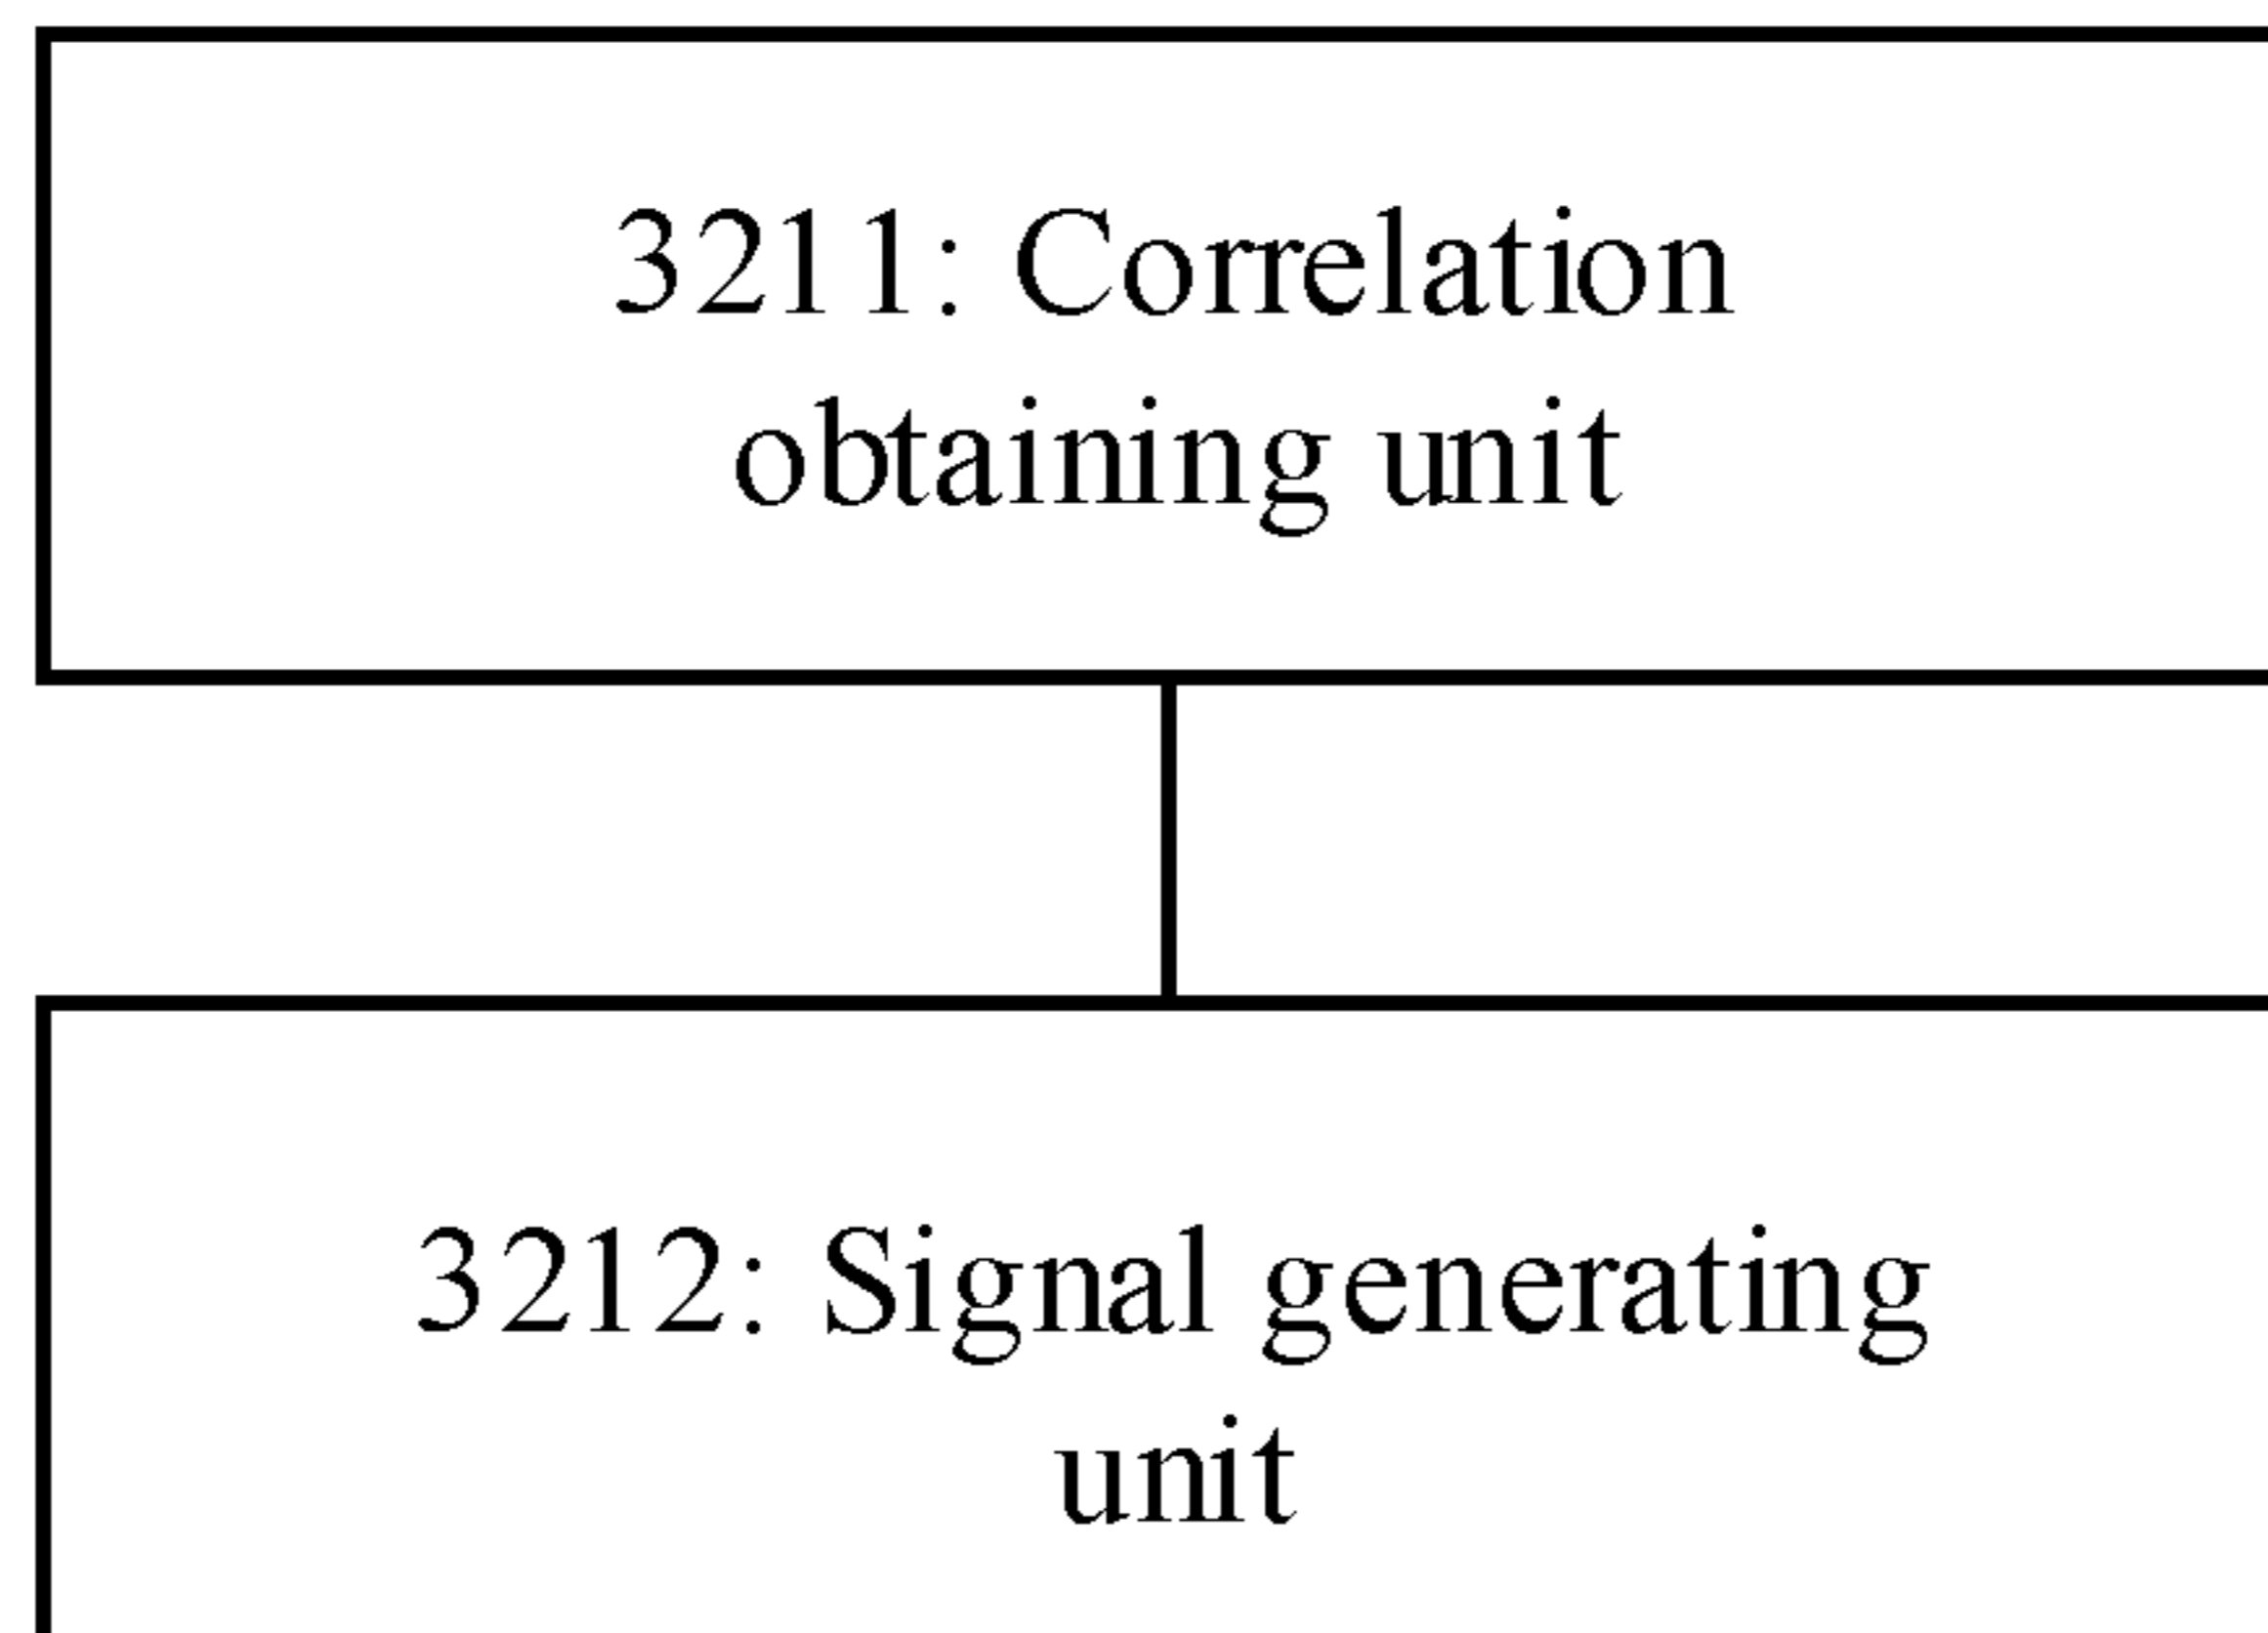 3211: Correlation
obtaining unit
3212: Signal generating
unit